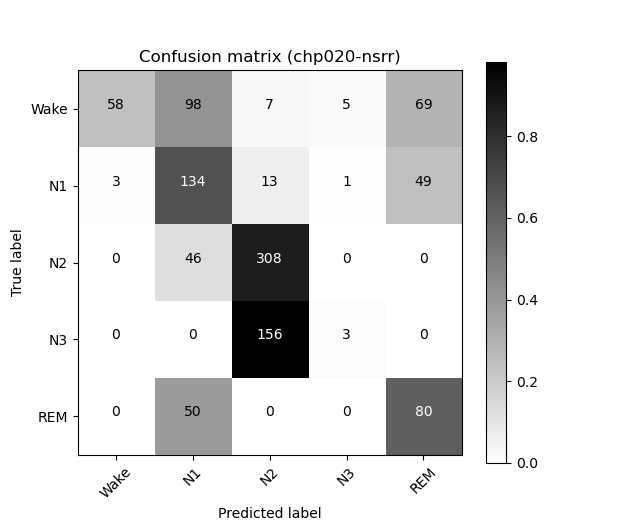 Confusion matrix (chp020-nsrr)
Wake 58 98 7 5 69
N1 3 134 13 1 49
N2 0 46 308 0 0
N3 0 0 156 3 0
REM 0 50 0 0 80
Wake N1 N2 N3 REM
Predicted label
True label
0.8
0.6
0.4
0.2
0.0